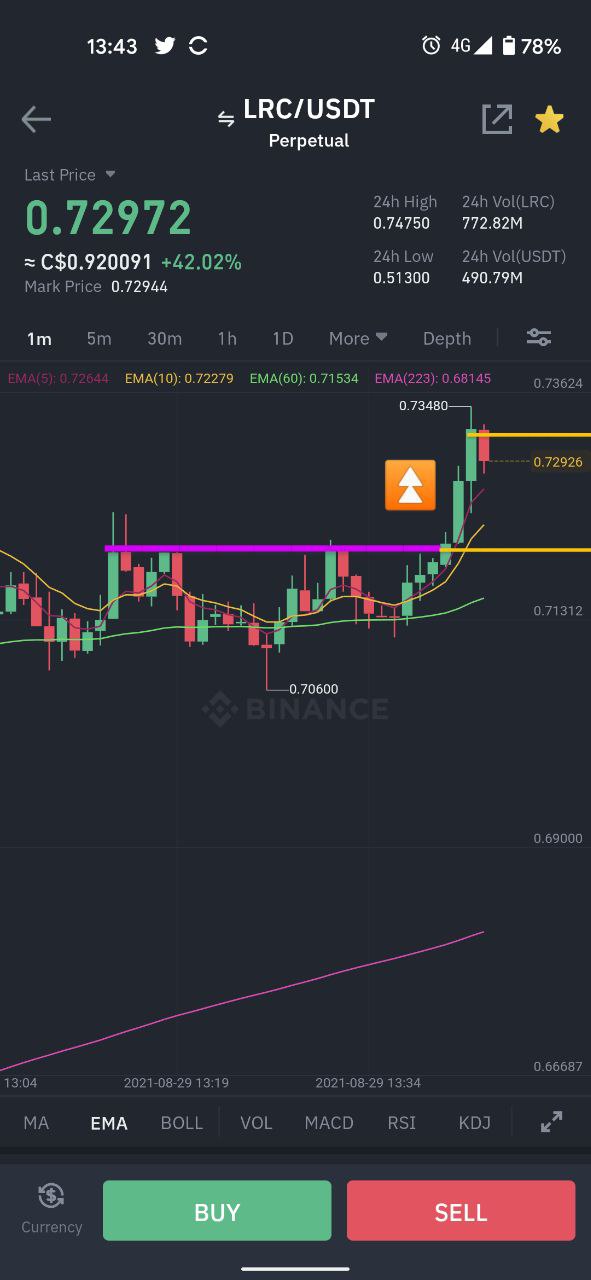 13:43 4G 78%
LRC/USDT
Perpetual
Last Price
0.72972
≈ C$0.920091 +42.02%
Mark Price 0.72944
24h High 24h Vol(LRC)
0.74750 772.82M
24h Low 24h Vol(USDT)
0.51300 490.79M
1m 5m 30m 1h 1D More Depth
EMA(5): 0.72644 EMA(10): 0.72279 EMA(60): 0.71534 EMA(223): 0.68145
0.73624
0.73480
0.72926
0.71312
0.70600
BINANCE
0.69000
0.66687
13:04 2021-08-29 13:19 2021-08-29 13:34
MA EMA BOLL VOL MACD RSI KDJ
Currency BUY SELL